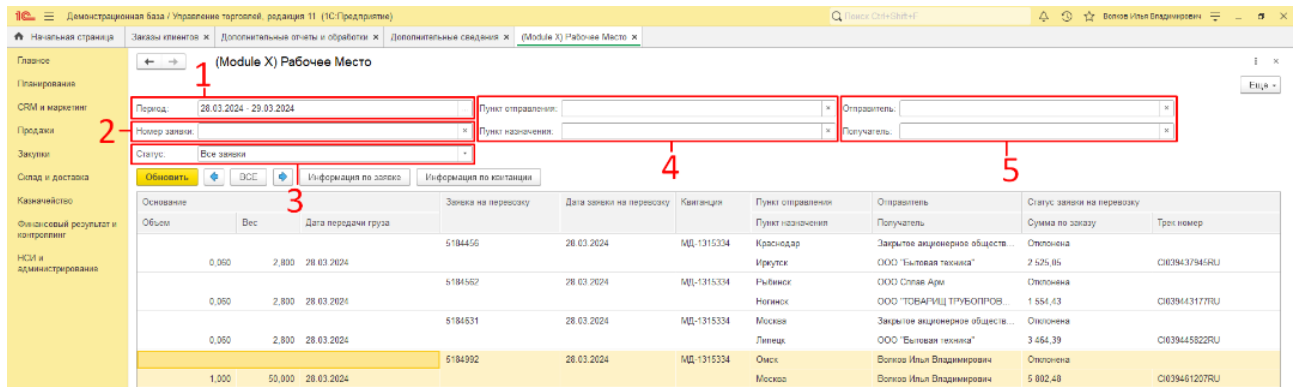 Демонстрационная база / Управление торговлей, редакция 11 (1С:Предприятие)
Поиск Ctrl+Shift+F
Волков Илья Владимирович
Начальная страница
Заказы клиентов ×
Дополнительные отчеты и обработки ×
Дополнительные сведения ×
(Module X) Рабочее Место ×
Главное
Планирование
CRM и маркетинг
Продажи
Закупки
Склад и доставка
Казначейство
Финансовый результат и контроллинг
НСИ и администрирование
(Module X) Рабочее Место
Еще
1
Период: 28.03.2024 - 29.03.2024
Пункт отправления:
Отправитель:
2
Номер заявки:
Пункт назначения:
Получатель:
Статус: Все заявки
3
4
5
Обновить
ВСЕ
Информация по заявке
Информация по квитанции
Основание Заявка на перевозку Дата заявки на перевозку Квитанция Пункт отправления Отправитель Статус заявки на перевозку
Объем Вес Дата передачи груза Пункт назначения Получатель Сумма по заказу Трек номер
5184456 28.03.2024 МД-1315334 Краснодар Закрытое акционерное обществ... Отклонена
0,060 2,800 28.03.2024 Иркутск ООО "Бытовая техника" 2 525,05 CI039437945RU
5184562 28.03.2024 МД-1315334 Рыбинск ООО Сплав Арм Отклонена
0,060 2,800 28.03.2024 Ногинск ООО "ТОВАРИЩ ТРУБОПРОВ... 1 554,43 CI039443177RU
5184631 28.03.2024 МД-1315334 Москва Закрытое акционерное обществ... Отклонена
0,060 2,800 28.03.2024 Липецк ООО "Бытовая техника" 3 464,39 CI039445822RU
5184992 28.03.2024 МД-1315334 Омск Волков Илья Владимирович Отклонена
1,000 50,000 28.03.2024 Москва Волков Илья Владимирович 5 802,48 CI039461207RU